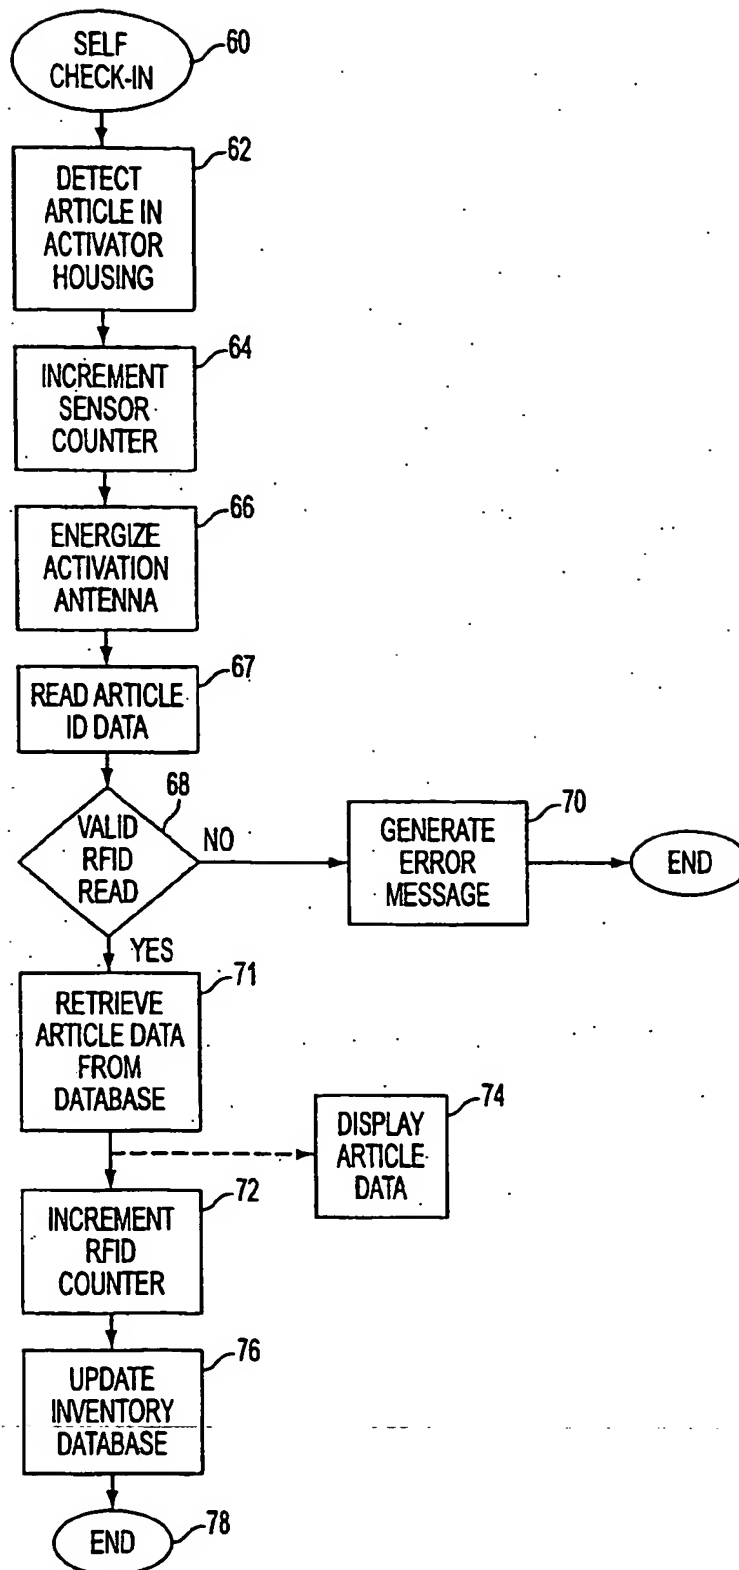 SELF
CHECK-IN
60
62
DETECT
ARTICLE IN
ACTIVATOR
HOUSING
64
INCREMENT
SENSOR
COUNTER
66
ENERGIZE
ACTIVATION
ANTENNA
67
READ ARTICLE
ID DATA
68
VALID
RFID
READ
NO
70
GENERATE
ERROR
MESSAGE
END
YES
71
RETRIEVE
ARTICLE DATA
FROM
DATABASE
74
DISPLAY
ARTICLE
DATA
72
INCREMENT
RFID
COUNTER
76
UPDATE
INVENTORY
DATABASE
END
78